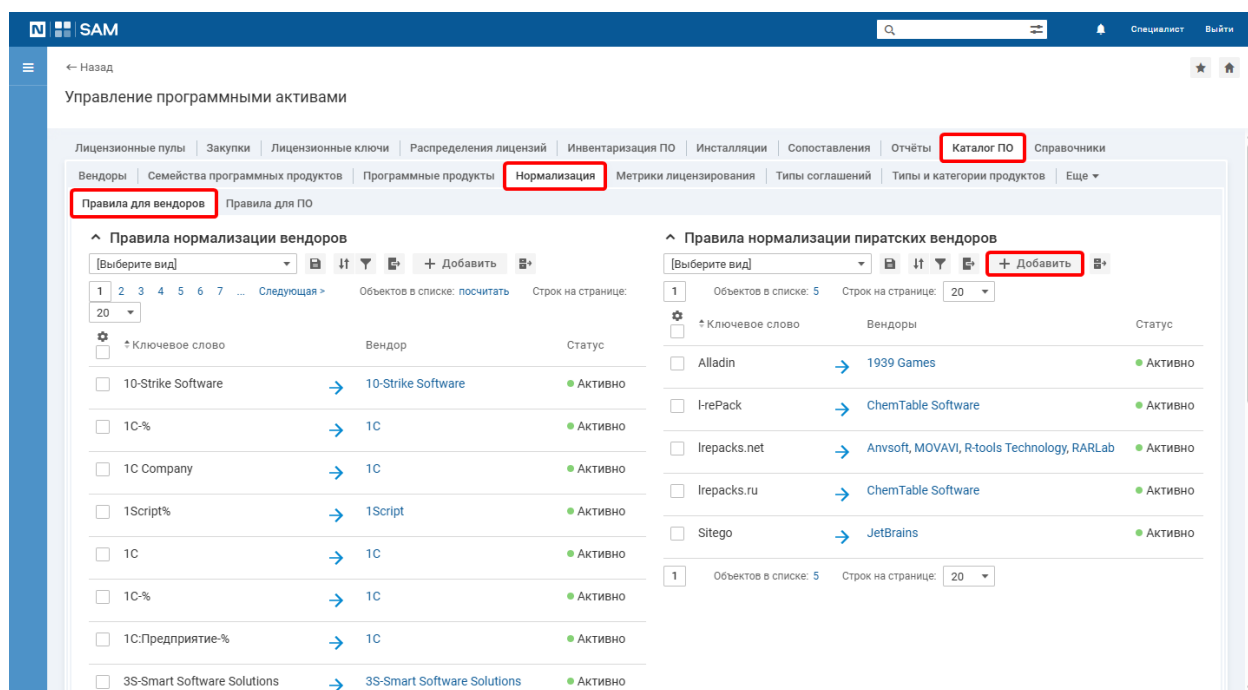 N SAM Специалист Выйти
← Назад
Управление программными активами
Лицензионные пулы Закупки Лицензионные ключи Распределения лицензий Инвентаризация ПО Инсталляции Сопоставления Отчёты Каталог ПО Справочники
Вендоры Семейства программных продуктов Программные продукты Нормализация Метрики лицензирования Типы соглашений Типы и категории продуктов Еще
Правила для вендоров Правила для ПО
Правила нормализации вендоров
[Выберите вид] + Добавить
1 2 3 4 5 6 7 ... Следующая > Объектов в списке: посчитать Строк на странице:
20
Ключевое слово Вендор Статус
10-Strike Software → 10-Strike Software Активно
1C-% → 1C Активно
1C Company → 1C Активно
1Script% → 1Script Активно
1С → 1C Активно
1С-% → 1C Активно
1С:Предприятие-% → 1C Активно
3S-Smart Software Solutions → 3S-Smart Software Solutions Активно
Правила нормализации пиратских вендоров
[Выберите вид] + Добавить
1 Объектов в списке: 5 Строк на странице: 20
Ключевое слово Вендоры Статус
Alladin → 1939 Games Активно
l-rePack → ChemTable Software Активно
lrepacks.net → Anvsoft, MOVAVI, R-tools Technology, RARLab Активно
lrepacks.ru → ChemTable Software Активно
Sitego → JetBrains Активно
1 Объектов в списке: 5 Строк на странице: 20